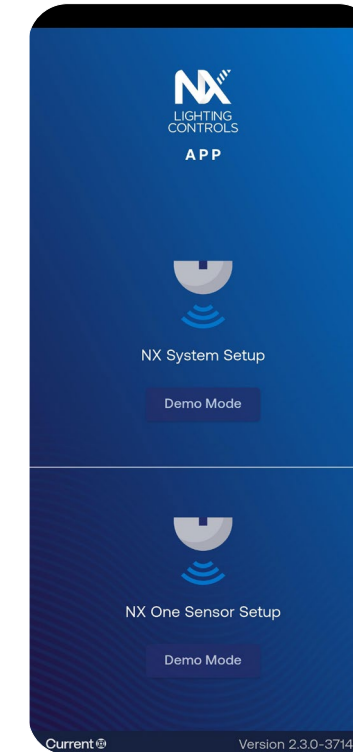 NX
LIGHTING
CONTROLS
APP
NX System Setup
Demo Mode
NX One Sensor Setup
Demo Mode
Current
Version 2.3.0-3714